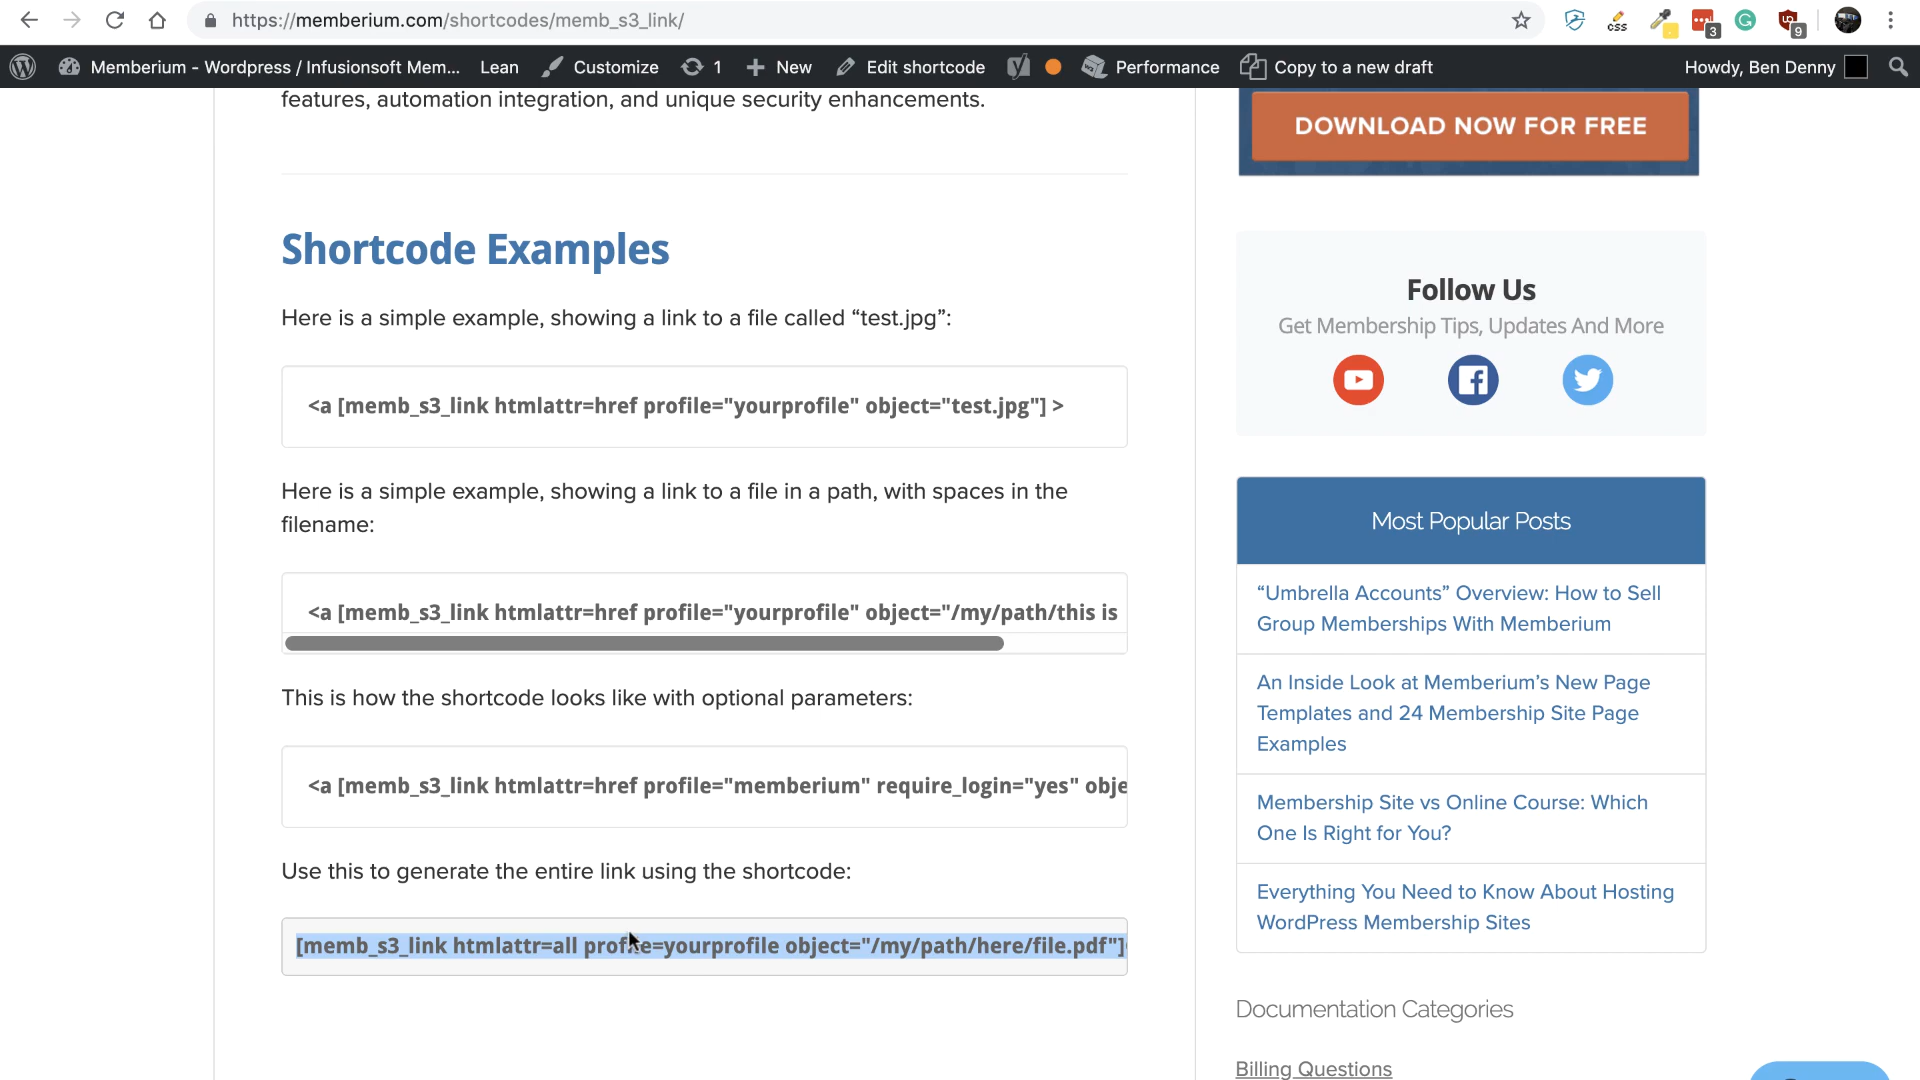 https://memberium.com/shortcodes/memb_s3_link/
css
3
9
Memberium - Wordpress / Infusionsoft Mem... Lean Customize 1 New Edit shortcode Performance Copy to a new draft Howdy, Ben Denny
features, automation integration, and unique security enhancements.
Shortcode Examples
Here is a simple example, showing a link to a file called “test.jpg”:
<a [memb_s3_link htmlattr=href profile="yourprofile" object="test.jpg"] >
Here is a simple example, showing a link to a file in a path, with spaces in the
filename:
<a [memb_s3_link htmlattr=href profile="yourprofile" object="/my/path/this is
This is how the shortcode looks like with optional parameters:
<a [memb_s3_link htmlattr=href profile="memberium" require_login="yes" obje
Use this to generate the entire link using the shortcode:
[memb_s3_link htmlattr=all profile=yourprofile object="/my/path/here/file.pdf"]
DOWNLOAD NOW FOR FREE
Follow Us
Get Membership Tips, Updates And More
Most Popular Posts
“Umbrella Accounts” Overview: How to Sell
Group Memberships With Memberium
An Inside Look at Memberium’s New Page
Templates and 24 Membership Site Page
Examples
Membership Site vs Online Course: Which
One Is Right for You?
Everything You Need to Know About Hosting
WordPress Membership Sites
Documentation Categories
Billing Questions